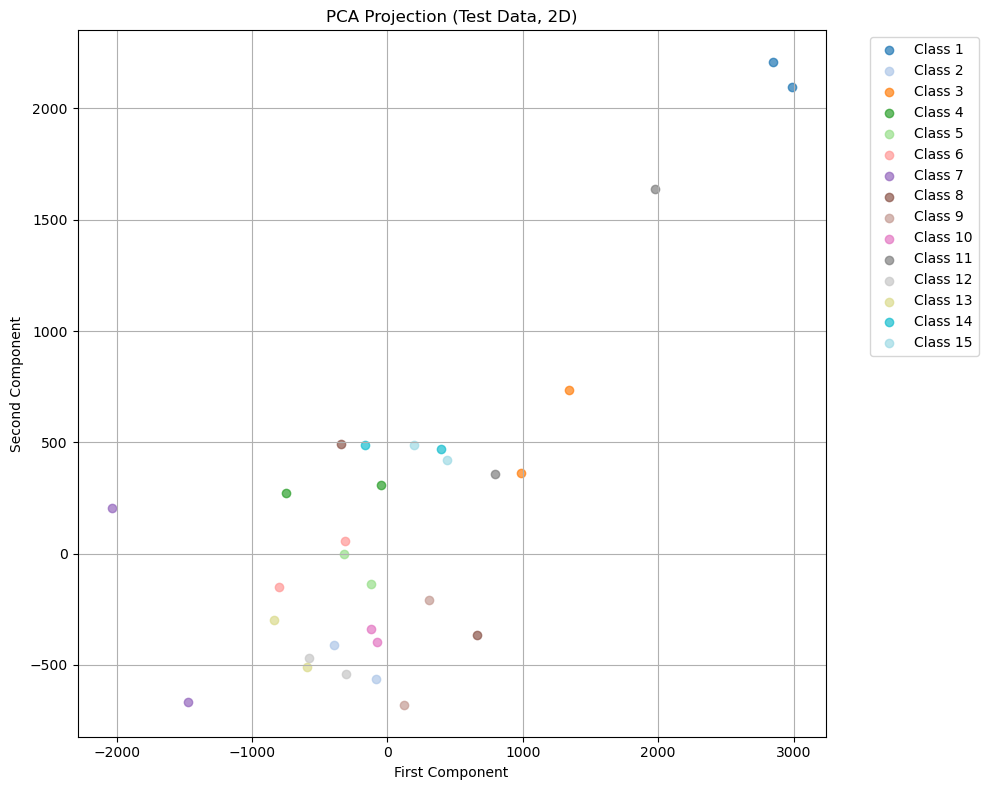 PCA Projection (Test Data, 2D)
Second Component
2000
1500
1000
500
0
−500
−2000
−1000
0
1000
2000
3000
First Component
Class 1
Class 2
Class 3
Class 4
Class 5
Class 6
Class 7
Class 8
Class 9
Class 10
Class 11
Class 12
Class 13
Class 14
Class 15